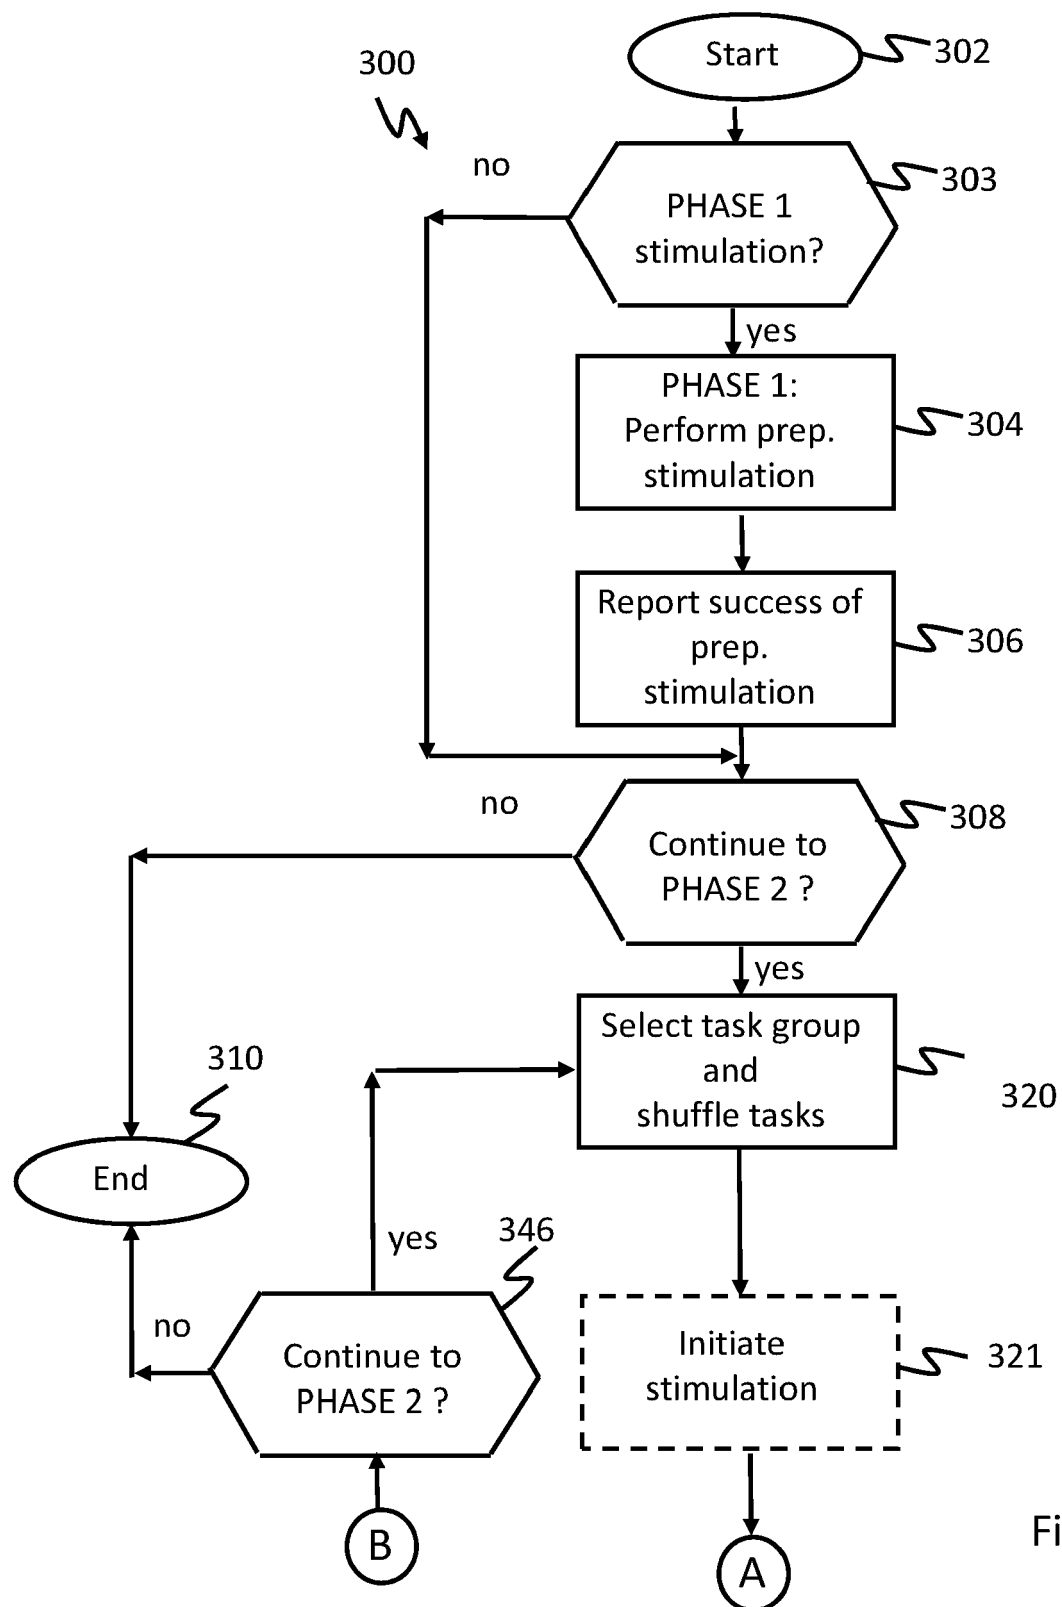 Start
302
300
no
303
PHASE 1
stimulation?
yes
PHASE 1:
Perform prep.
stimulation
304
Report success of
prep.
stimulation
306
no
308
Continue to
PHASE 2 ?
yes
Select task group
and
shuffle tasks
320
310
End
yes
346
no
Continue to
PHASE 2 ?
Initiate
stimulation
321
B
A
Fi